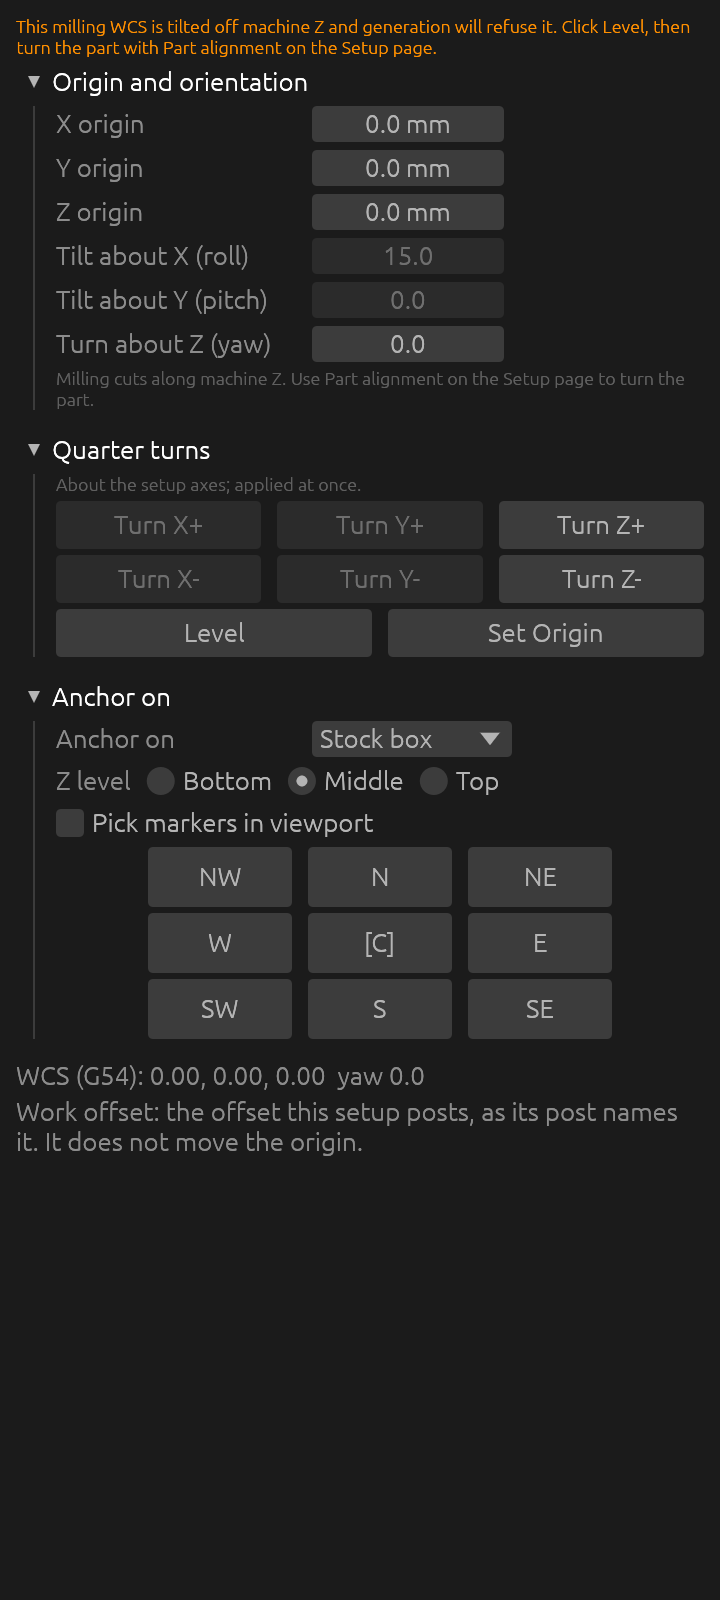 This milling WCS is tilted off machine Z and generation will refuse it. Click Level, then
turn the part with Part alignment on the Setup page.
Origin and orientation
X origin 0.0 mm
Y origin 0.0 mm
Z origin 0.0 mm
Tilt about X (roll) 15.0
Tilt about Y (pitch) 0.0
Turn about Z (yaw) 0.0
Milling cuts along machine Z. Use Part alignment on the Setup page to turn the
part.
Quarter turns
About the setup axes; applied at once.
Turn X+ Turn Y+ Turn Z+
Turn X- Turn Y- Turn Z-
Level Set Origin
Anchor on
Anchor on Stock box
Z level Bottom Middle Top
Pick markers in viewport
NW N NE
W [C] E
SW S SE
WCS (G54): 0.00, 0.00, 0.00 yaw 0.0
Work offset: the offset this setup posts, as its post names
it. It does not move the origin.